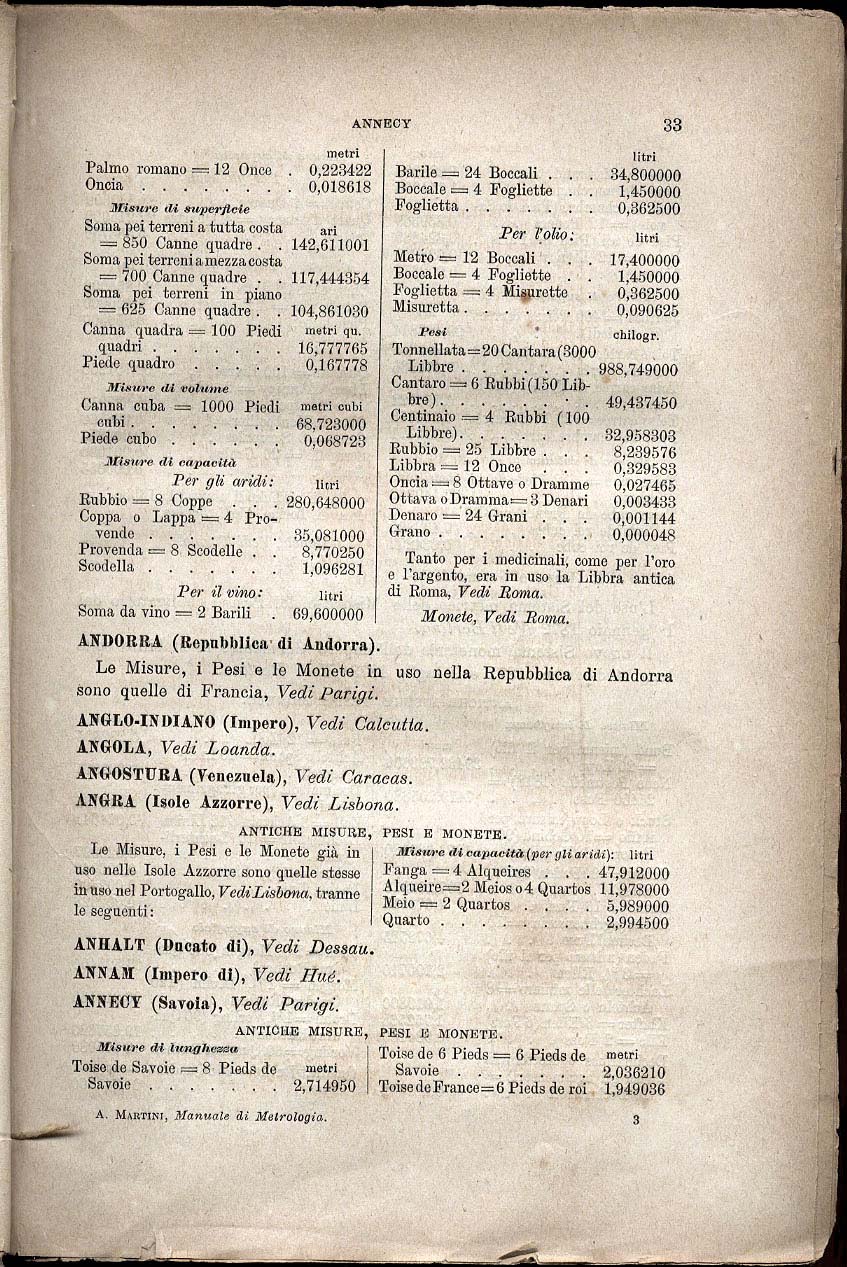 ANNECY 33
metri
Palmo romano = 12 Once . 0,223422
Oncia . . . . . . . . 0,018618
Misure di superficie
Soma pei terreni a tutta costa ari
= 850 Canne quadre . . 142,611001
Soma pei terreni a mezza costa
= 700 Canne quadre . . 117,444354
Soma pei terreni in piano
= 625 Canne quadre . . 104,861030
Canna quadra = 100 Piedi metri qu.
quadri . . . . . . . 16,777765
Piede quadro . . . . . 0,167778
Misure di volume
Canna cuba = 1000 Piedi metri cubi
cubi . . . . . . . . 68,723000
Piede cubo . . . . . . 0,068723
Misure di capacità
Per gli aridi: litri
Rubbio = 8 Coppe . . . 280,648000
Coppa o Lappa = 4 Pro-
vende . . . . . . . 35,081000
Provenda = 8 Scodelle . . 8,770250
Scodella . . . . . . . 1,096281
Per il vino: litri
Soma da vino = 2 Barili . 69,600000
litri
Barile = 24 Boccali . . . 34,800000
Boccale = 4 Fogliette . . 1,450000
Foglietta . . . . . . . 0,362500
Per l'olio: litri
Metro = 12 Boccali . . . 17,400000
Boccale = 4 Fogliette . . 1,450000
Foglietta = 4 Misurette . 0,362500
Misuretta . . . . . . . 0,090625
Pesi chilogr.
Tonnellata = 20 Cantara (3000
Libbre . . . . . . . 988,749000
Cantaro = 6 Rubbi (150 Lib-
bre) . . . . . . . . 49,437450
Centinaio = 4 Rubbi (100
Libbre) . . . . . . . 32,958303
Rubbio = 25 Libbre . . . 8,239576
Libbra = 12 Once . . . 0,329583
Oncia = 8 Ottave o Dramme 0,027465
Ottava o Dramma = 3 Denari 0,003433
Denaro = 24 Grani . . . 0,001144
Grano . . . . . . . . 0,000048
Tanto per i medicinali, come per l'oro
e l'argento, era in uso la Libbra antica
di Roma, Vedi Roma.
Monete, Vedi Roma.
ANDORRA (Repubblica di Andorra).
Le Misure, i Pesi e le Monete in uso nella Repubblica di Andorra
sono quelle di Francia, Vedi Parigi.
ANGLO-INDIANO (Impero), Vedi Calcutta.
ANGOLA, Vedi Loanda.
ANGOSTURA (Venezuela), Vedi Caracas.
ANGRA (Isole Azzorre), Vedi Lisbona.
ANTICHE MISURE, PESI E MONETE.
Le Misure, i Pesi e le Monete già in
uso nelle Isole Azzorre sono quelle stesse
in uso nel Portogallo, Vedi Lisbona, tranne
le seguenti:
Misure di capacità (per gli aridi): litri
Fanga = 4 Alqueires . . . 47,912000
Alqueire = 2 Meios o 4 Quartos 11,978000
Meio = 2 Quartos . . . . 5,989000
Quarto . . . . . . . . 2,994500
ANHALT (Ducato di), Vedi Dessau.
ANNAM (Impero di), Vedi Hué.
ANNECY (Savoia), Vedi Parigi.
ANTICHE MISURE, PESI E MONETE.
Misure di lunghezza
Toise de Savoie = 8 Pieds de metri
Savoie . . . . . . . 2,714950
Toise de 6 Pieds = 6 Pieds de metri
Savoie . . . . . . . 2,036210
Toise de France = 6 Pieds de roi . 1,949036
A. MARTINI, Manuale di Metrologia. 3